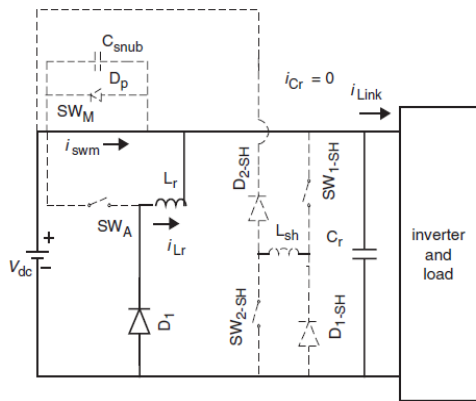 C_snub
D_p
i_Cr = 0
i_Link
SW_M
i_swm
L_r
D_2-SH
SW_1-SH
SW_A
i_Lr
L_sh
C_r
inverter
and
load
+
V_dc
−
D_1
SW_2-SH
D_1-SH